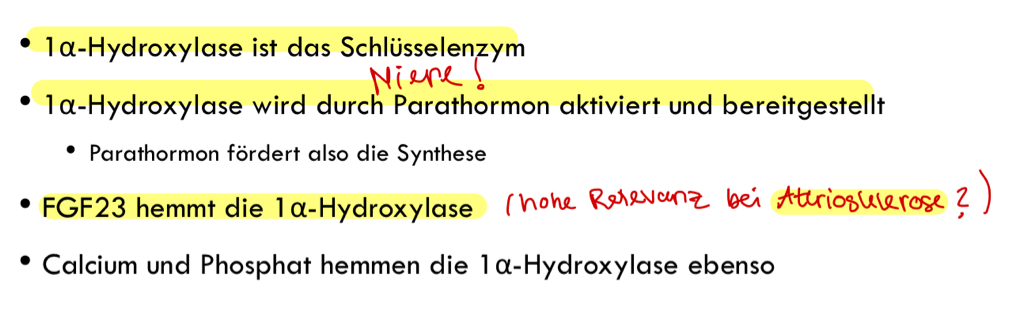 • 1α-Hydroxylase ist das Schlüsselenzym
Niere!
• 1α-Hydroxylase wird durch Parathormon aktiviert und bereitgestellt
• Parathormon fördert also die Synthese
• FGF23 hemmt die 1α-Hydroxylase (hohe Relevanz bei ?)
• Calcium und Phosphat hemmen die 1α-Hydroxylase ebenso